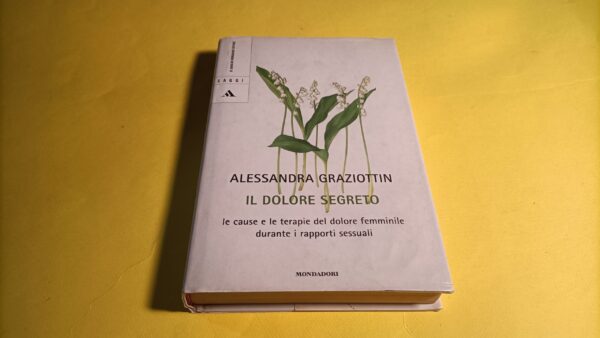 SAGGI
ALESSANDRA GRAZIOTTIN
IL DOLORE SEGRETO
le cause e le terapie del dolore femminile
durante i rapporti sessuali
MONDADORI